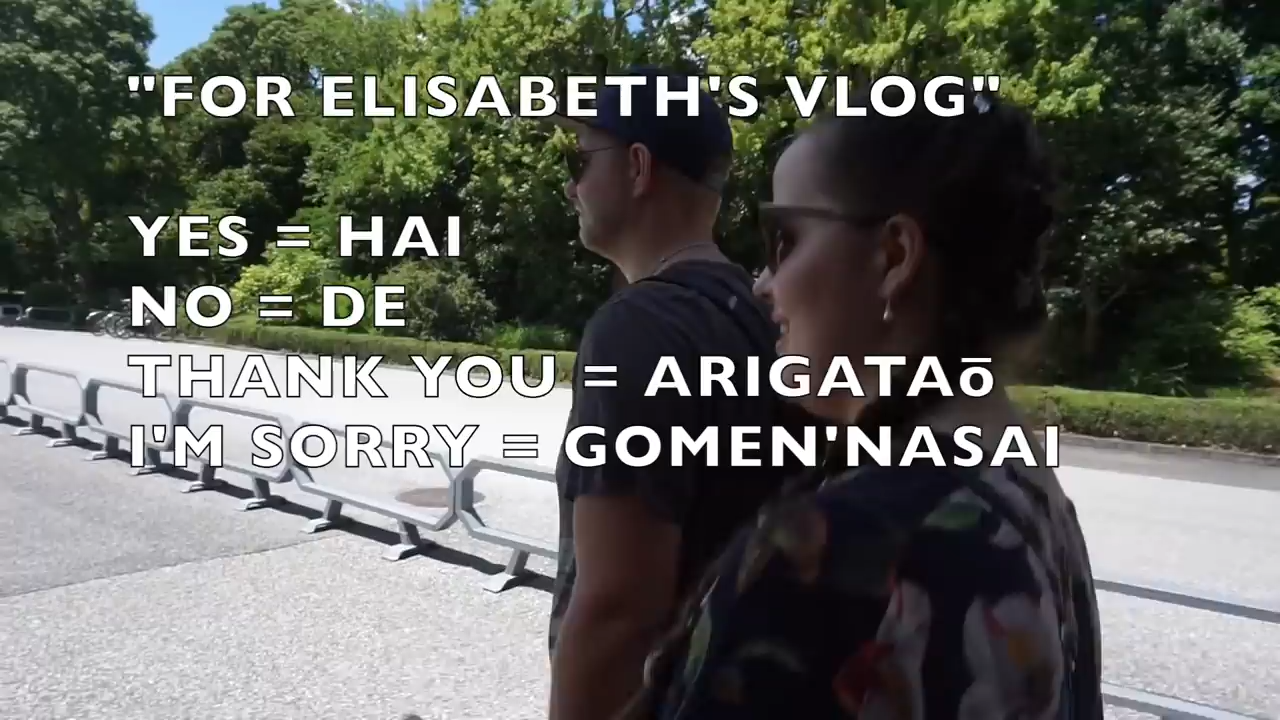 "FOR ELISABETH'S VLOG"
YES = HAI
NO = DE
THANK YOU = ARIGATAō
I'M SORRY = GOMEN'NASAI